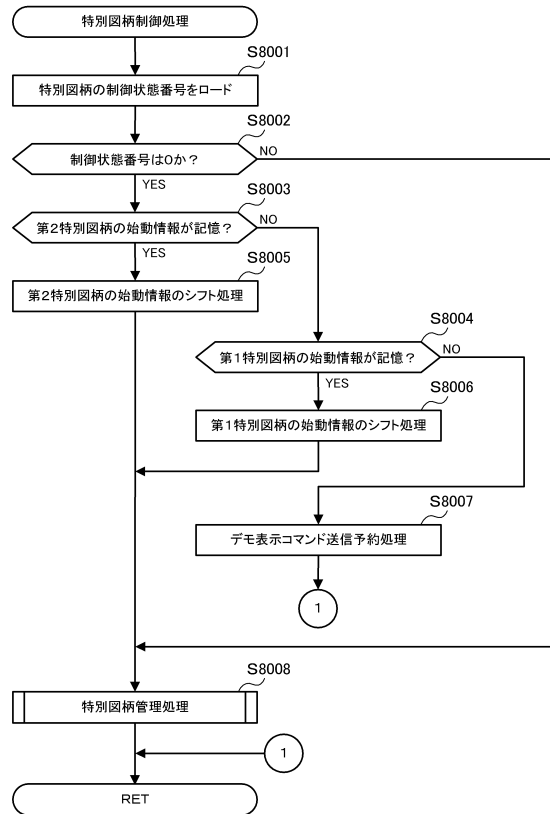 特別図柄制御処理
S8001
特別図柄の制御状態番号をロード
S8002
制御状態番号は0か？
NO
YES
S8003
第2特別図柄の始動情報が記憶？
NO
YES
S8005
第2特別図柄の始動情報のシフト処理
S8004
第1特別図柄の始動情報が記憶？
NO
YES
S8006
第1特別図柄の始動情報のシフト処理
S8007
デモ表示コマンド送信予約処理
1
S8008
特別図柄管理処理
1
RET